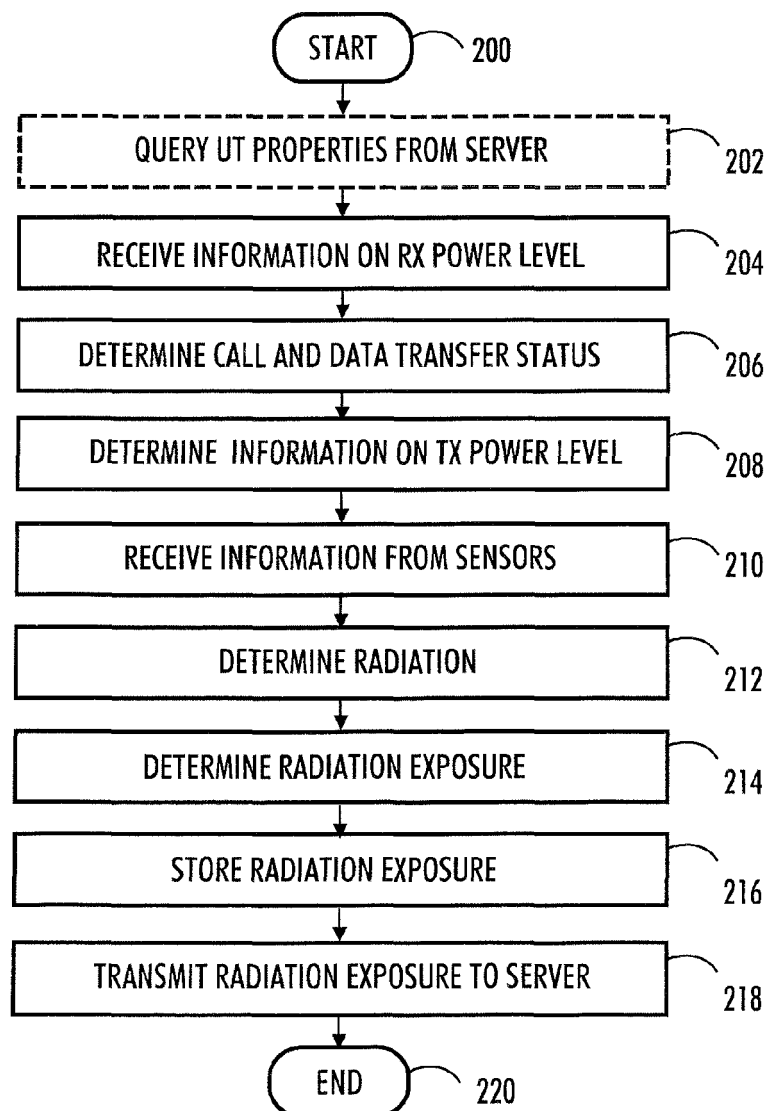 START
200
QUERY UT PROPERTIES FROM SERVER
202
RECEIVE INFORMATION ON RX POWER LEVEL
204
DETERMINE CALL AND DATA TRANSFER STATUS
206
DETERMINE INFORMATION ON TX POWER LEVEL
208
RECEIVE INFORMATION FROM SENSORS
210
DETERMINE RADIATION
212
DETERMINE RADIATION EXPOSURE
214
STORE RADIATION EXPOSURE
216
TRANSMIT RADIATION EXPOSURE TO SERVER
218
END
220